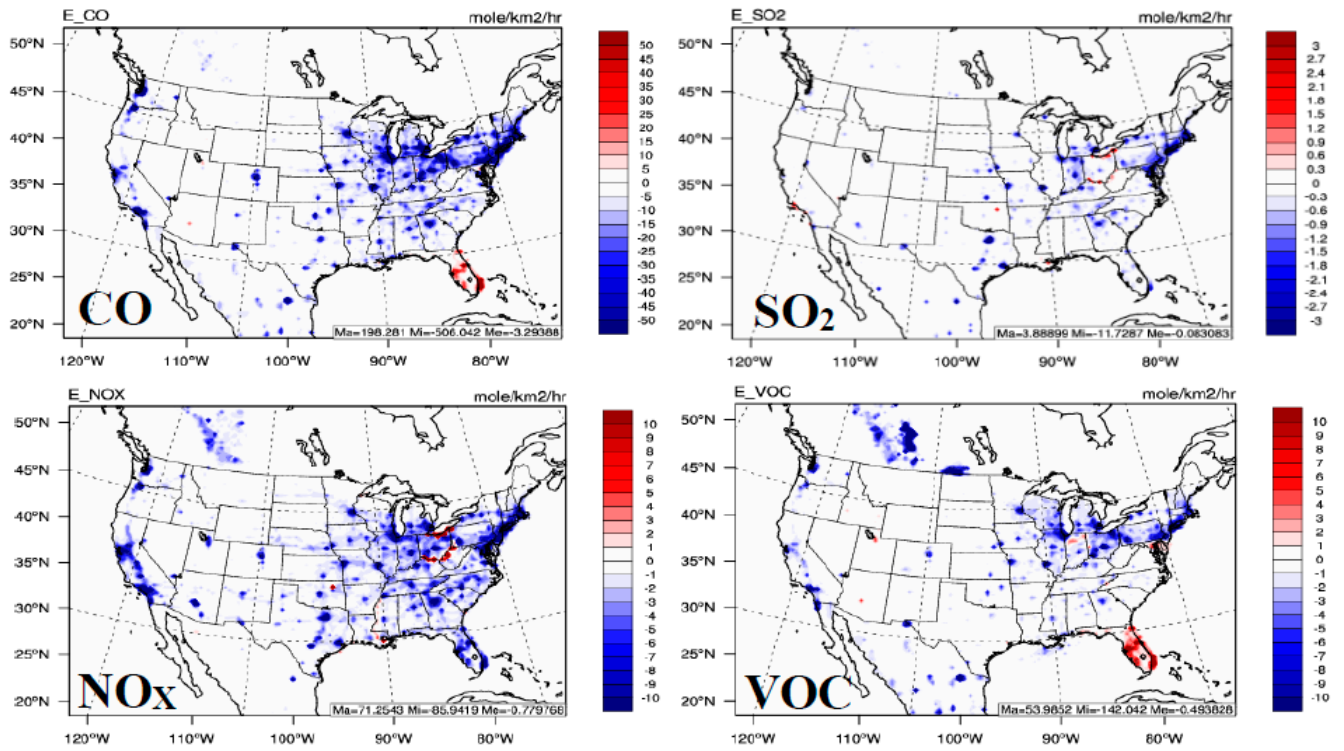 E_CO mole/km2/hr
50
45
40
35
30
25
20
15
10
5
0
-5
-10
-15
-20
-25
-30
-35
-40
-45
-50
50°N
45°N
40°N
35°N
30°N
25°N
20°N
CO
Ma=198.281 Mi=-506.042 Me=-3.29388
120°W 110°W 100°W 90°W 80°W
E_SO2 mole/km2/hr
3
2.7
2.4
2.1
1.8
1.5
1.2
0.9
0.6
0.3
0
-0.3
-0.6
-0.9
-1.2
-1.5
-1.8
-2.1
-2.4
-2.7
-3
50°N
45°N
40°N
35°N
30°N
25°N
20°N
SO2
Ma=3.88899 Mi=-11.7287 Me=-0.083083
120°W 110°W 100°W 90°W 80°W
E_NOX mole/km2/hr
10
9
8
7
6
5
4
3
2
1
0
-1
-2
-3
-4
-5
-6
-7
-8
-9
-10
50°N
45°N
40°N
35°N
30°N
25°N
20°N
NOx
Ma=71.2543 Mi=-85.9419 Me=-0.779768
120°W 110°W 100°W 90°W 80°W
E_VOC mole/km2/hr
10
9
8
7
6
5
4
3
2
1
0
-1
-2
-3
-4
-5
-6
-7
-8
-9
-10
50°N
45°N
40°N
35°N
30°N
25°N
20°N
VOC
Ma=53.9852 Mi=-142.042 Me=-0.493828
120°W 110°W 100°W 90°W 80°W